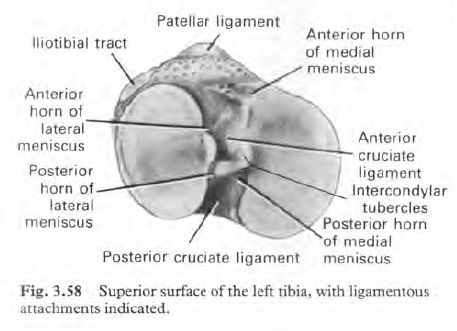 Patellar ligament
Iliotibial tract
Anterior horn
of medial
meniscus
Anterior
horn of
lateral
meniscus
Posterior
horn of
lateral
meniscus
Anterior
cruciate
ligament
Intercondylar
tubercles
Posterior horn
of medial
meniscus
Posterior cruciate ligament
Fig. 3.58 Superior surface of the left tibia, with ligamentous
attachments indicated.